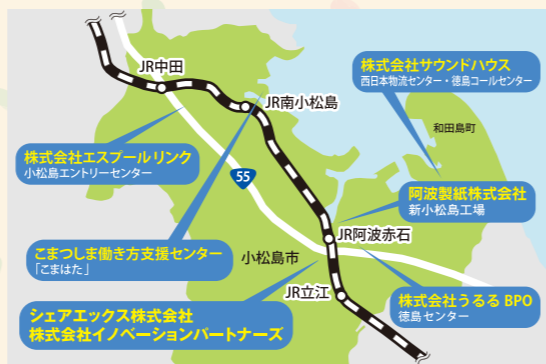 JR中田
株式会社サウンドハウス
西日本物流センター・徳島コールセンター
JR南小松島
和田島町
株式会社エスプールリンク
小松島エントリーセンター
55
阿波製紙株式会社
新小松島工場
JR阿波赤石
こまつしま働き方支援センター
「こまはた」
小松島市
JR立江
株式会社うるるBPO
徳島センター
シェアエックス株式会社
株式会社イノベーションパートナーズ